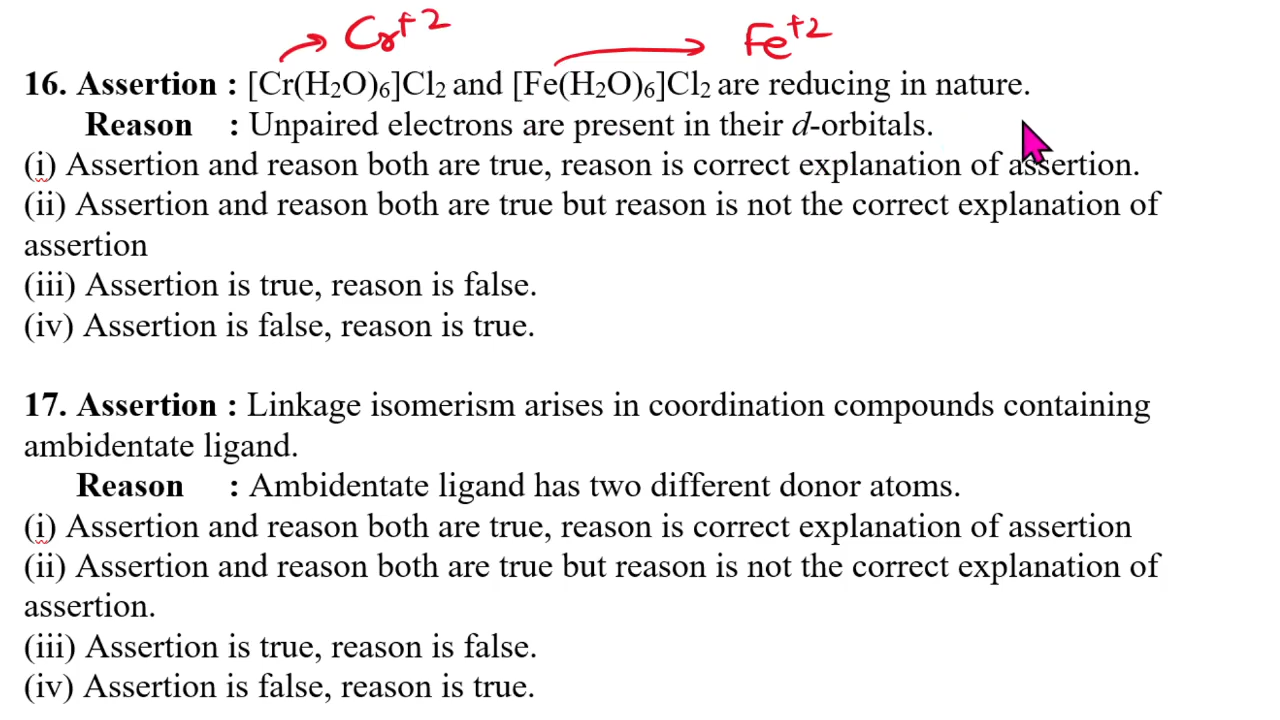 Cr+2 Fe+2
16. Assertion : [Cr(H2O)6]Cl2 and [Fe(H2O)6]Cl2 are reducing in nature.
Reason : Unpaired electrons are present in their d-orbitals.
(i) Assertion and reason both are true, reason is correct explanation of assertion.
(ii) Assertion and reason both are true but reason is not the correct explanation of
assertion
(iii) Assertion is true, reason is false.
(iv) Assertion is false, reason is true.
17. Assertion : Linkage isomerism arises in coordination compounds containing
ambidentate ligand.
Reason : Ambidentate ligand has two different donor atoms.
(i) Assertion and reason both are true, reason is correct explanation of assertion
(ii) Assertion and reason both are true but reason is not the correct explanation of
assertion.
(iii) Assertion is true, reason is false.
(iv) Assertion is false, reason is true.